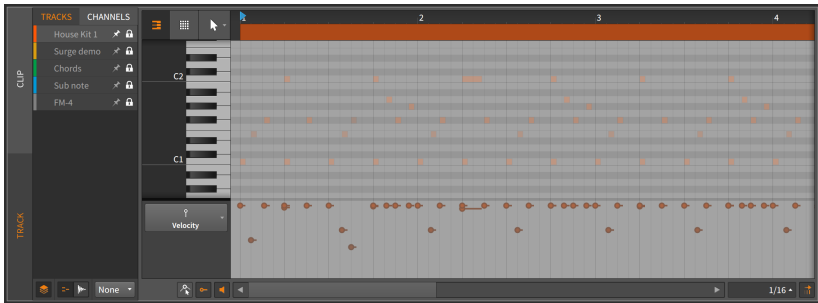 TRACKS CHANNELS
1 2 3 4
House Kit 1
Surge demo
Chords
Sub note
FM-4
CLIP
TRACK
C2
C1
Velocity
None
1/16